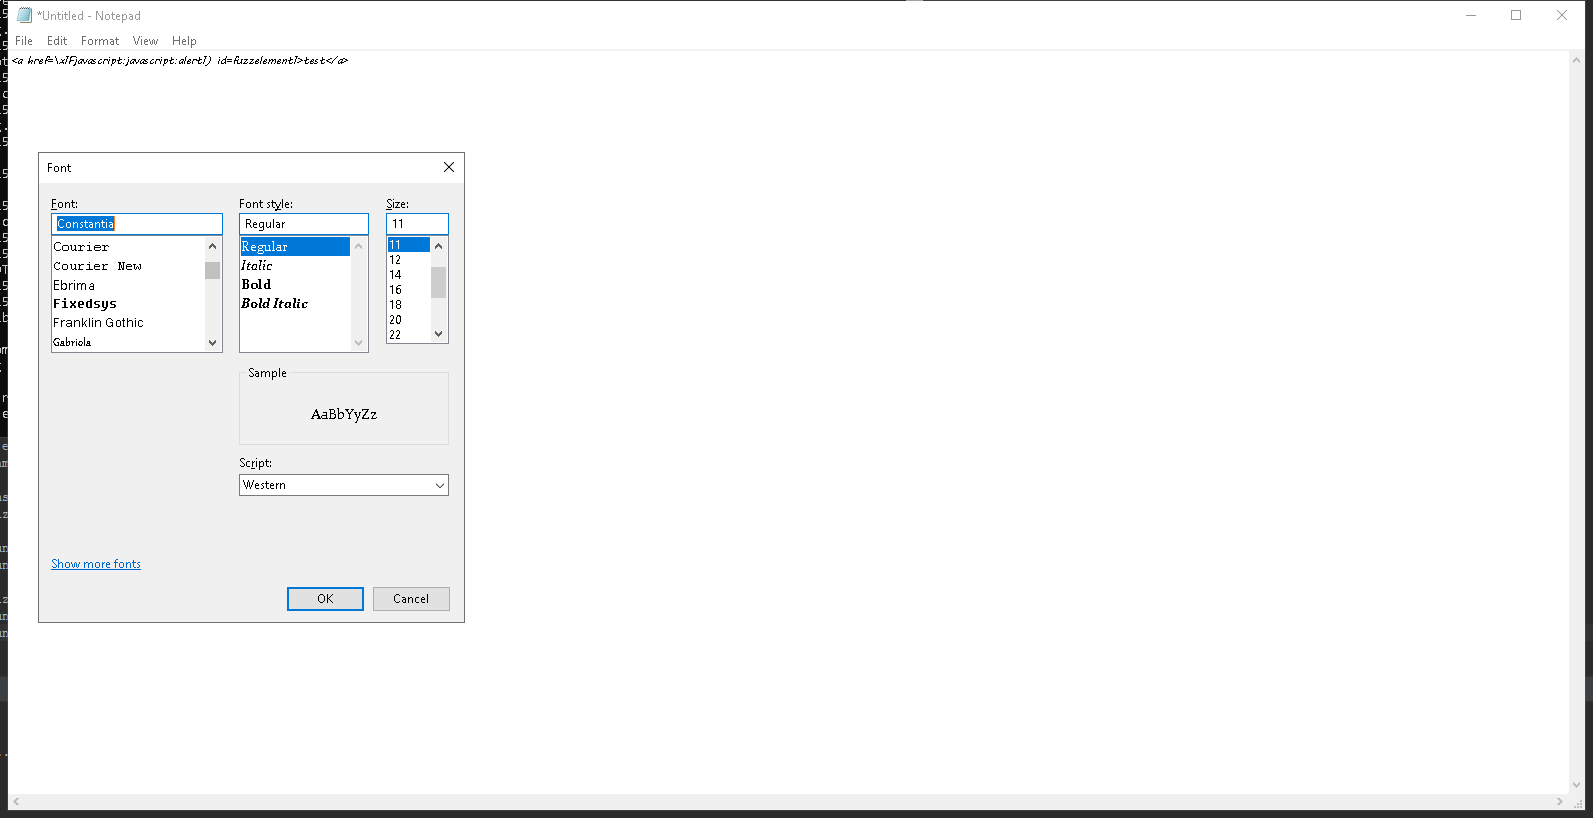 *Untitled - Notepad
File Edit Format View Help
<a href=\x1Fjavascript:javascript:alert1) id=fuzzelement1>test</a>
Font
Font: Font style: Size:
Constantia Regular 11
Courier Regular 11
Courier New Italic 12
Ebrima Bold 14
Fixedsys Bold Italic 16
Franklin Gothic 18
Gabriola 20
22
Sample
AaBbYyZz
Script:
Western
Show more fonts
OK Cancel